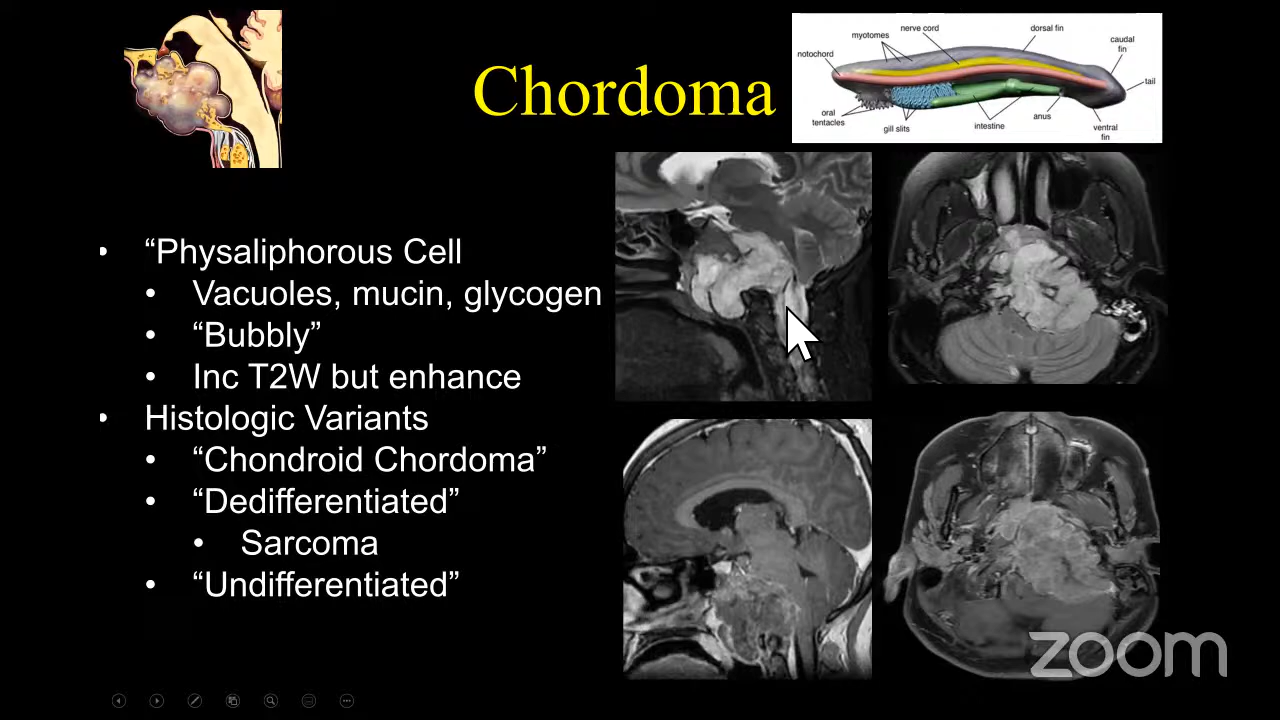 Chordoma
notochord
myotomes
nerve cord
dorsal fin
caudal
fin
tail
oral
tentacles
gill slits
intestine
anus
ventral
fin
• “Physaliphorous Cell
• Vacuoles, mucin, glycogen
• “Bubbly”
• Inc T2W but enhance
• Histologic Variants
• “Chondroid Chordoma”
• “Dedifferentiated”
• Sarcoma
• “Undifferentiated”
zoom